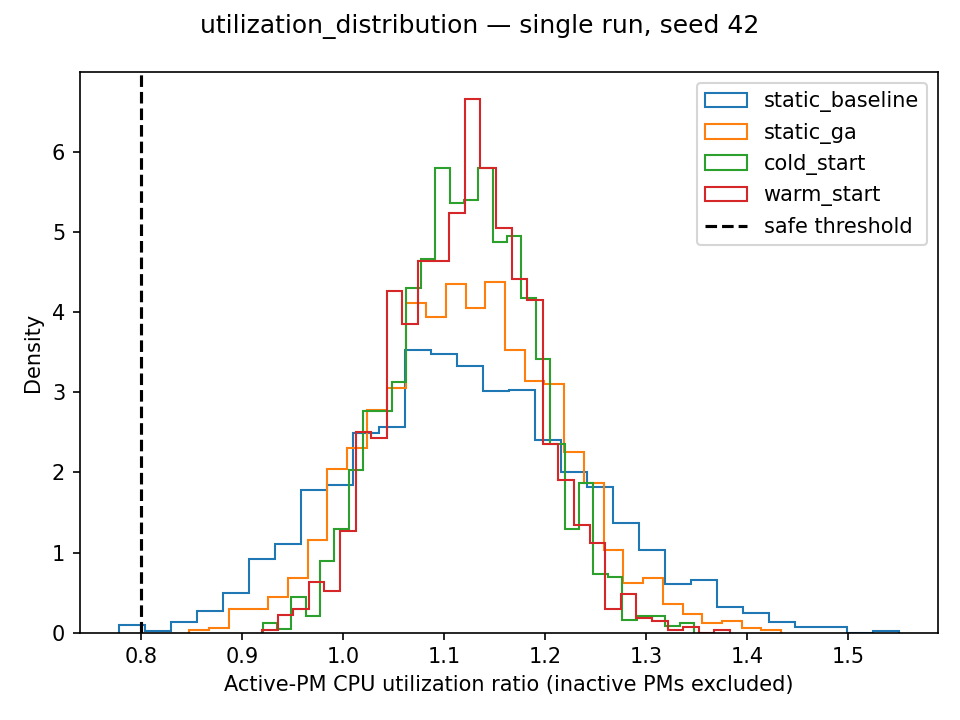 utilization_distribution — single run, seed 42
static_baseline
static_ga
cold_start
warm_start
safe threshold
Density
6
5
4
3
2
1
0
0.8 0.9 1.0 1.1 1.2 1.3 1.4 1.5
Active-PM CPU utilization ratio (inactive PMs excluded)